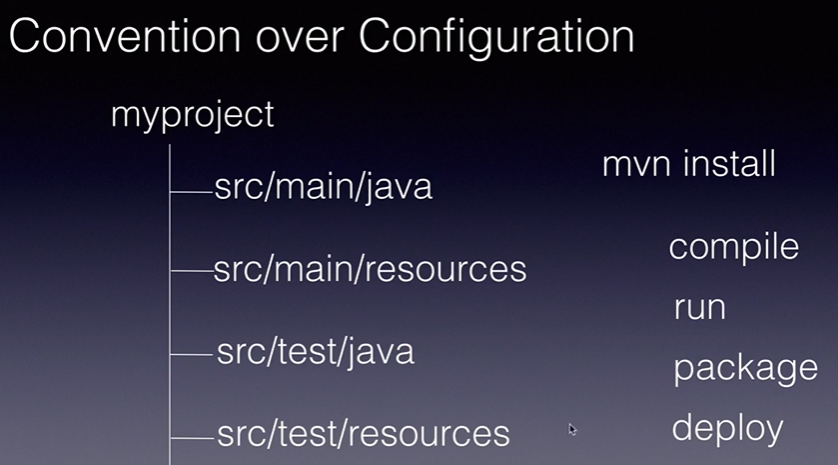 Convention over Configuration
myproject
src/main/java
src/main/resources
src/test/java
src/test/resources
mvn install
compile
run
package
deploy